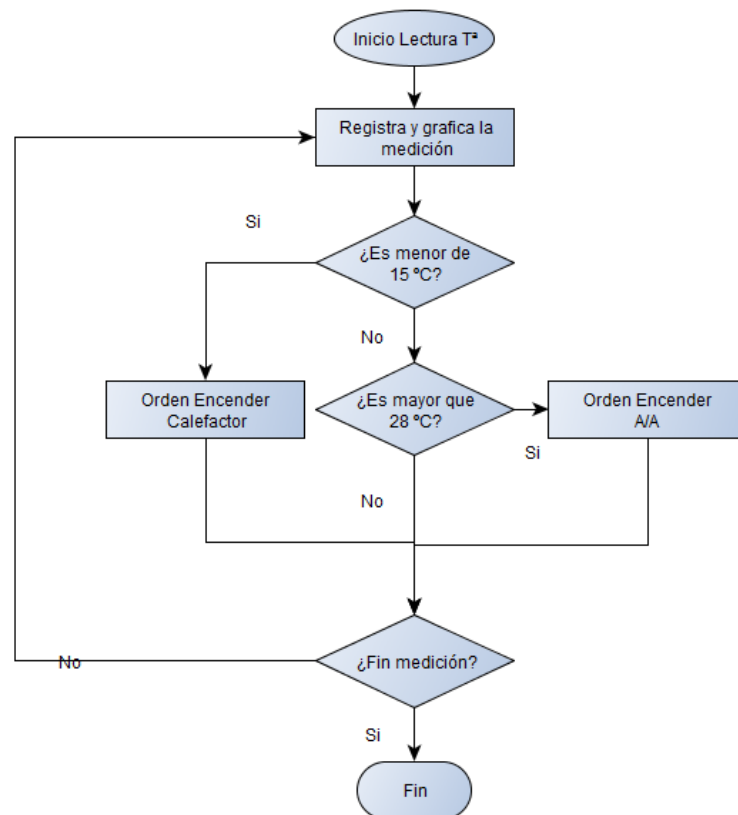 Inicio Lectura Tª
Registra y grafica la
medición
Si
¿Es menor de
15 ºC?
No
Orden Encender
Calefactor
¿Es mayor que
28 ºC?
Orden Encender
A/A
Si
No
¿Fin medición?
No
Si
Fin